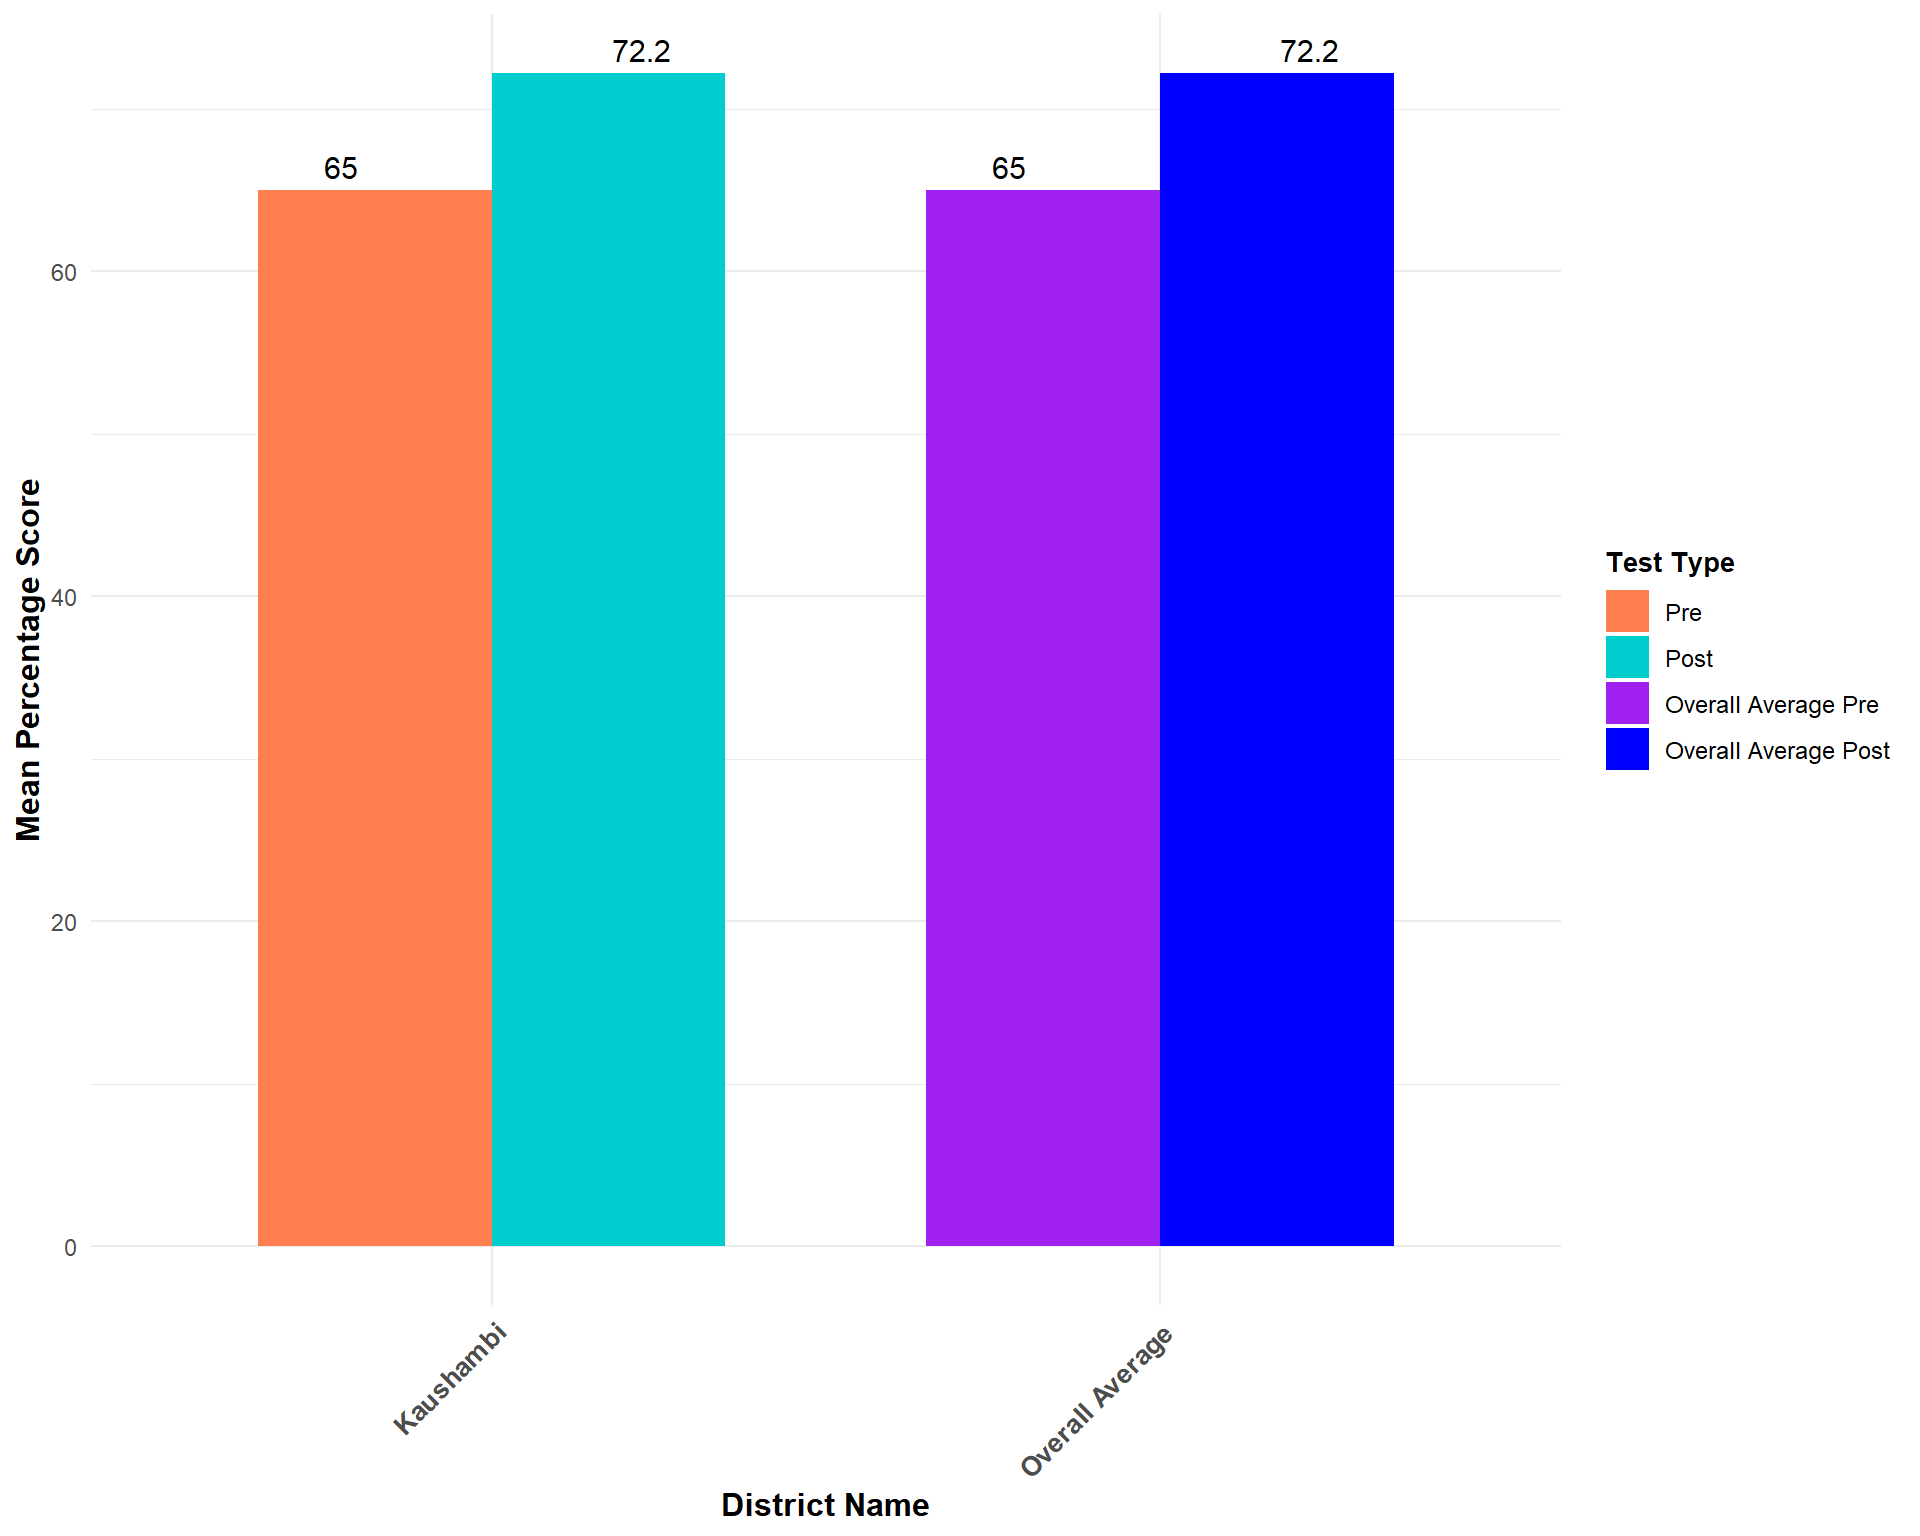 72.2
72.2
65
65
60
40
20
0
Mean Percentage Score
Kaushambi
Overall Average
District Name
Test Type
Pre
Post
Overall Average Pre
Overall Average Post